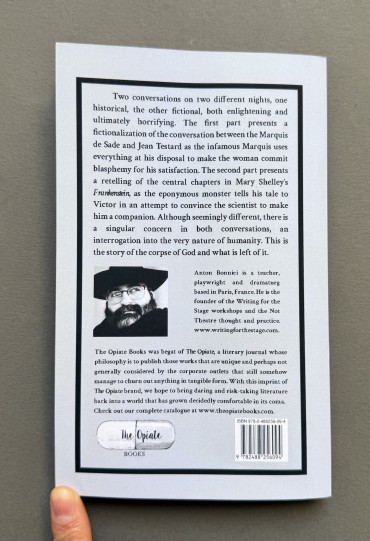 Two conversations on two different nights, one
historical, the other fictional, both enlightening and
ultimately horrifying. The first part presents a
fictionalization of the conversation between the Marquis
de Sade and Jean Testard as the infamous Marquis uses
everything at his disposal to make the woman commit
blasphemy for his satisfaction. The second part presents
a retelling of the central chapters in Mary Shelley's
Frankenstein, as the eponymous monster tells his tale to
Victor in an attempt to convince the scientist to make
him a companion. Although seemingly different, there is
a singular concern in both conversations, an
interrogation into the very nature of humanity. This is
the story of the corpse of God and what is left of it.
Anton Bonnici is a teacher,
playwright and dramaturg
based in Paris, France. He is the
founder of the Writing for the
Stage workshops and the Not
Theatre thought and practice.
www.writingforthestage.com.
The Opiate Books was begat of The Opiate, a literary journal whose
philosophy is to publish those works that are unique and perhaps not
generally considered by the corporate outlets that still somehow
manage to churn out anything in tangible form. With this imprint of
The Opiate brand, we hope to bring daring and risk-taking literature
back into a world that has grown decidedly comfortable in its coma.
Check out our complete catalogue at www.theopiatebooks.com.
The Opiate
BOOKS